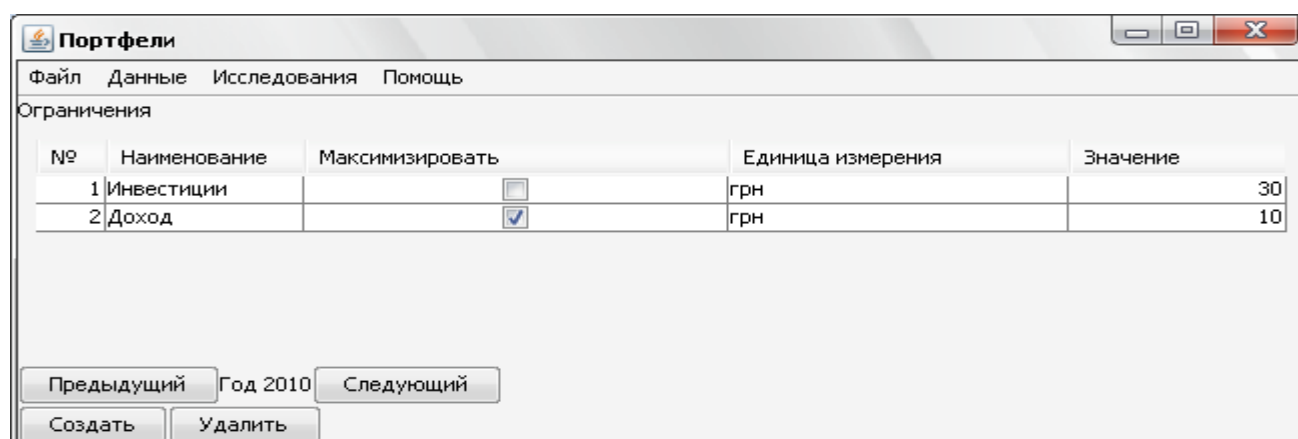 Портфели
Файл Данные Исследования Помощь
Ограничения
№ Наименование Максимизировать Единица измерения Значение
1 Инвестиции грн 30
2 Доход грн 10
Предыдущий Год 2010 Следующий
Создать Удалить